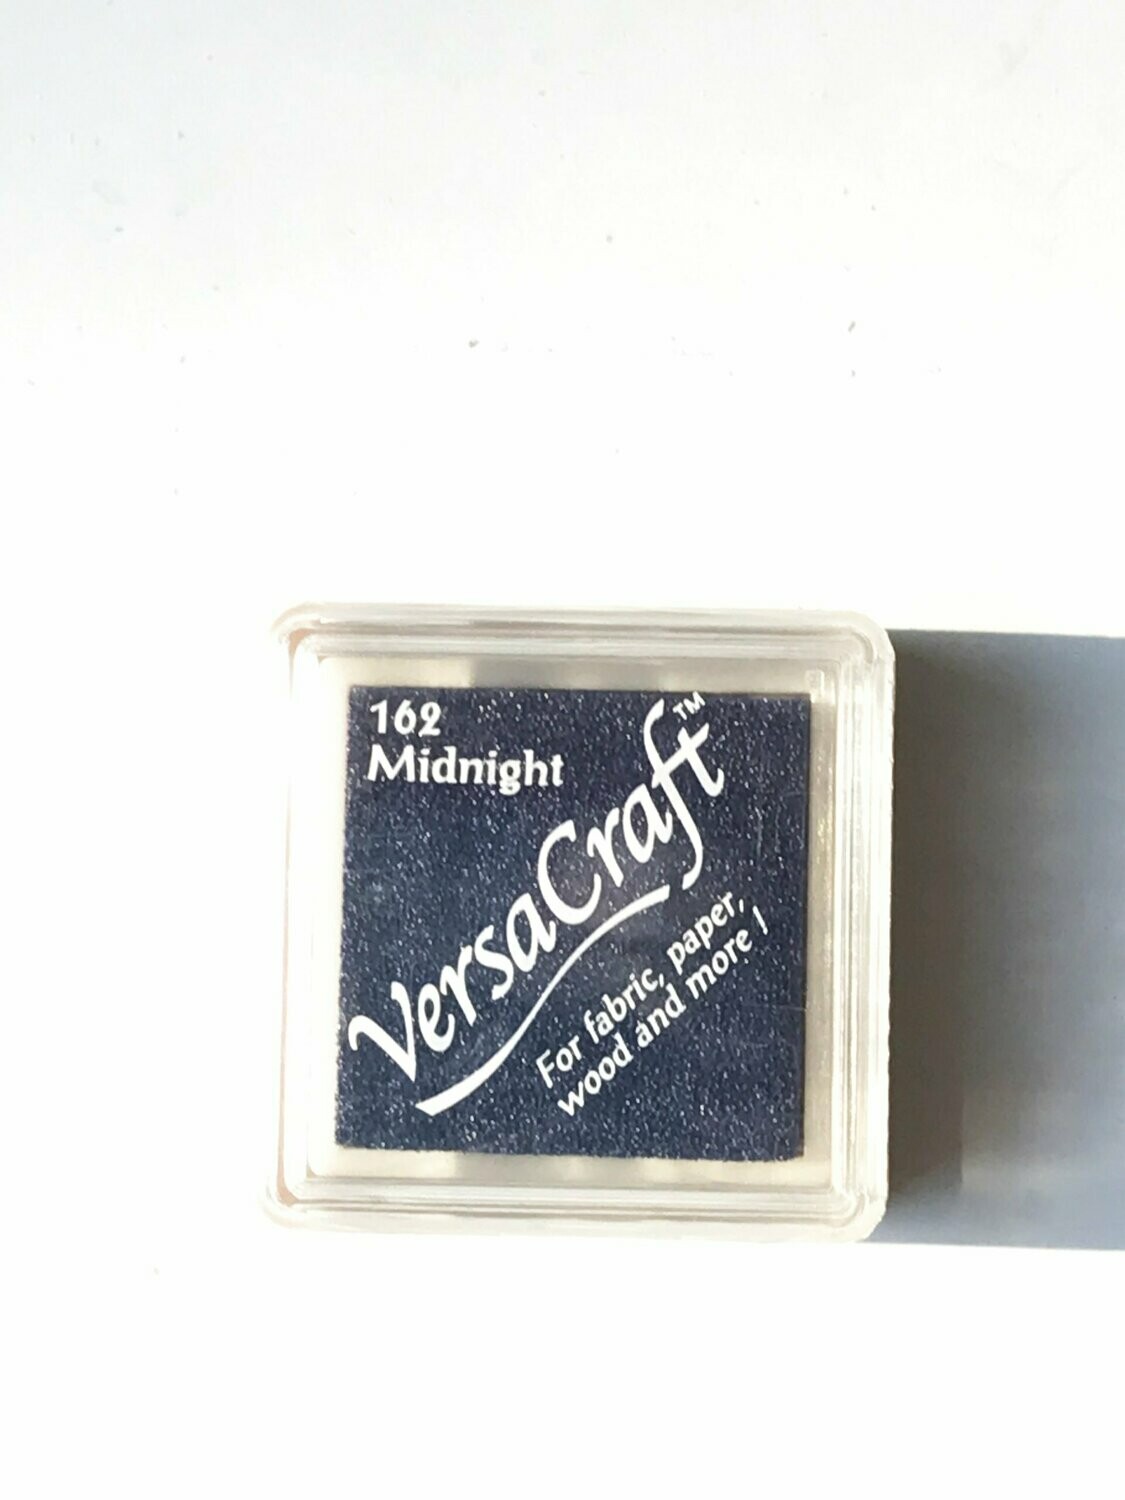 162
Midnight
VersaCraft™
For fabric, paper,
wood and more !